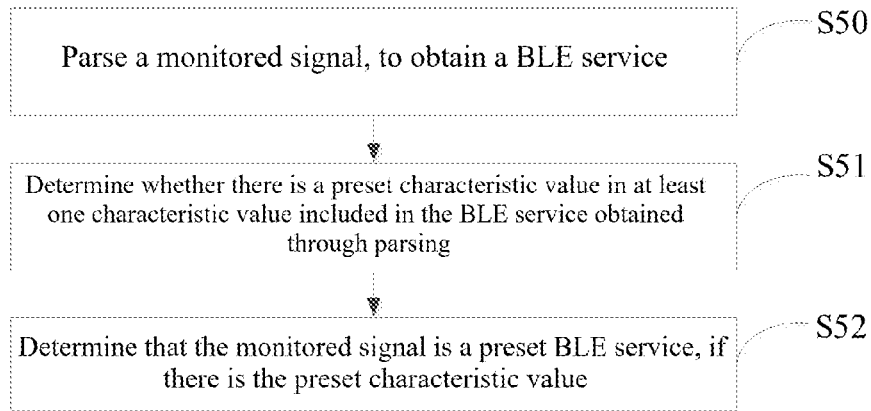 Parse a monitored signal, to obtain a BLE service
S50
Determine whether there is a preset characteristic value in at least
one characteristic value included in the BLE service obtained
through parsing
S51
Determine that the monitored signal is a preset BLE service, if
there is the preset characteristic value
S52